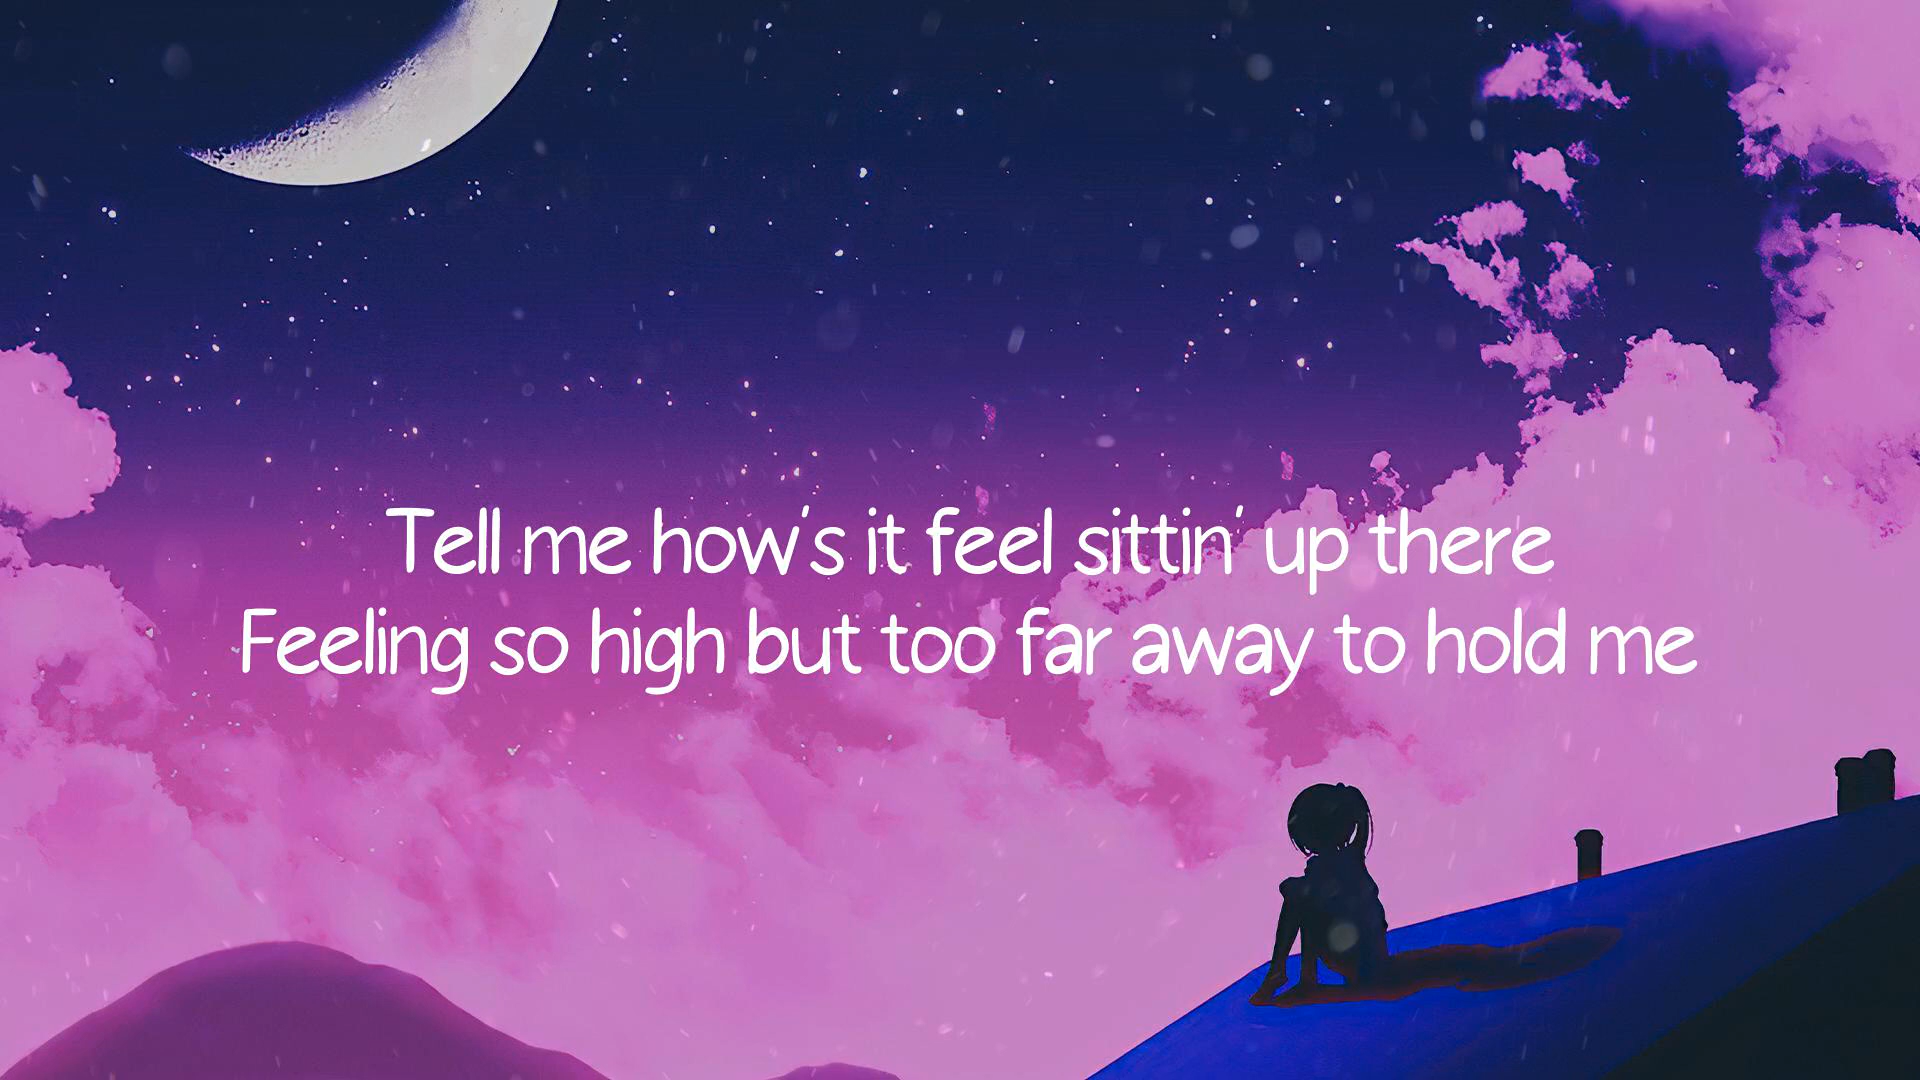 Tell me how's it feel sittin' up there
Feeling so high but too far away to hold me